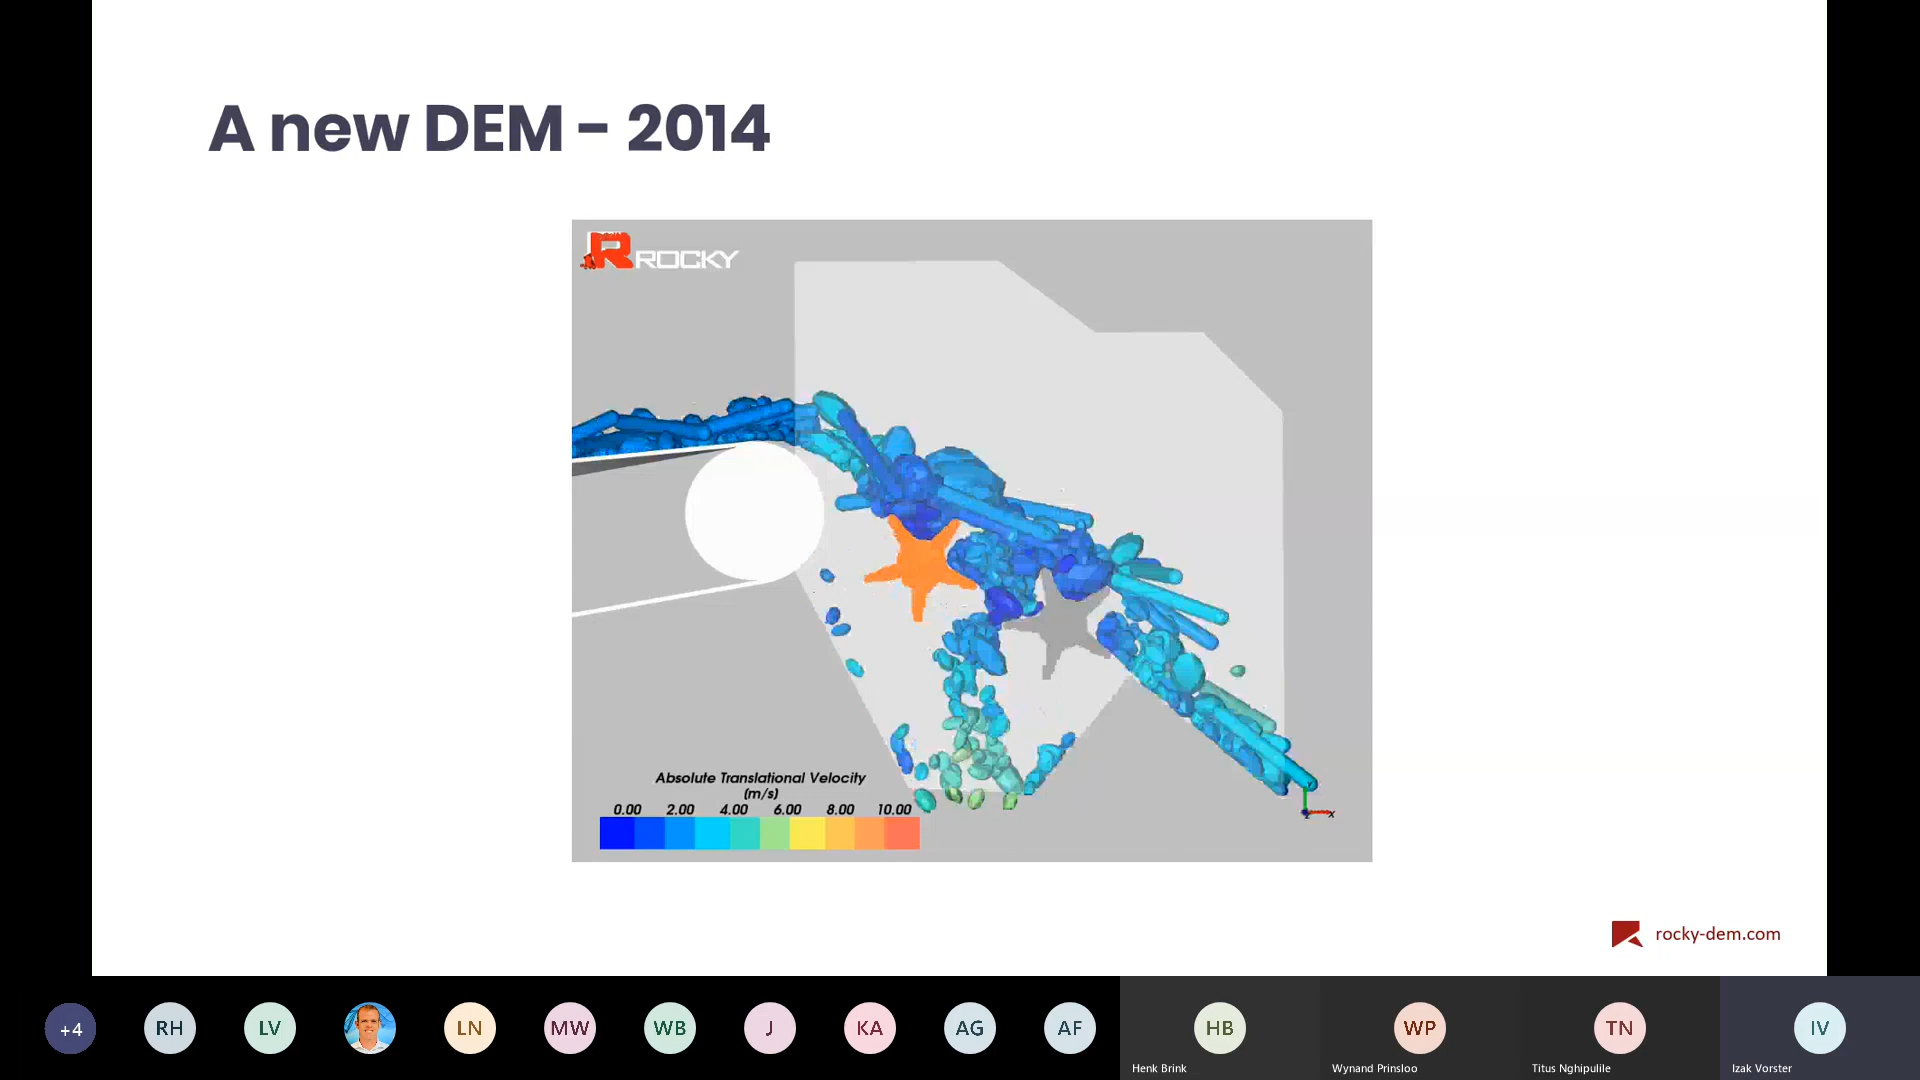 A new DEM - 2014
ROCKY
Absolute Translational Velocity
(m/s)
0.00 2.00 4.00 6.00 8.00 10.00
x
rocky-dem.com
+4 RH LV LN MW WB J KA AG AF HB WP TN IV
Henk Brink Wynand Prinsloo Titus Nghipulile Izak Vorster